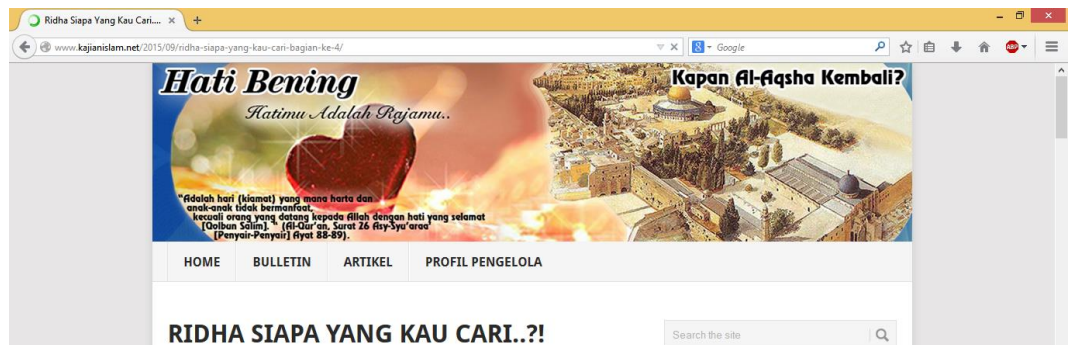 Ridha Siapa Yang Kau Cari....
www.kajianislam.net/2015/09/ridha-siapa-yang-kau-cari-bagian-ke-4/
Google
ABP
Hati Bening
Kapan Al-Aqsha Kembali?
Hatimu Adalah Rajamu..
"Adalah hari (kiamat) yang mana harta dan
anak-anak tidak bermanfaat,
kecuali orang yang datang kepada Allah dengan hati yang selamat
[Qolbun Salim]. " (Al-Qur'an, Surat 26 Asy-Syu'araa'
[Penyair-Penyair] Ayat 88-89).
HOME BULLETIN ARTIKEL PROFIL PENGELOLA
RIDHA SIAPA YANG KAU CARI..?!
Search the site